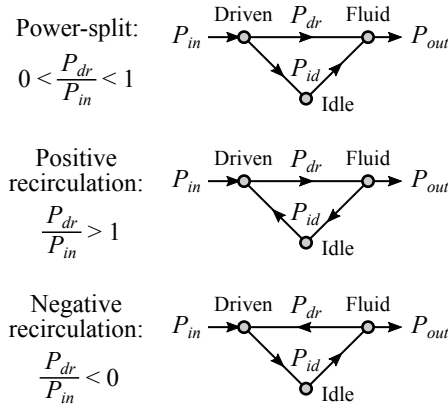 Power-split:
0 < P_dr / P_in < 1
Driven P_dr Fluid
P_in P_id P_out
Idle
Positive
recirculation:
P_dr / P_in > 1
Driven P_dr Fluid
P_in P_id P_out
Idle
Negative
recirculation:
P_dr / P_in < 0
Driven P_dr Fluid
P_in P_id P_out
Idle